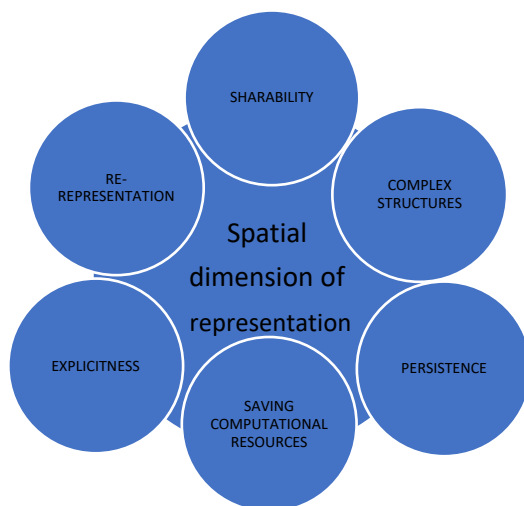 SHARABILITY
RE-
REPRESENTATION
COMPLEX
STRUCTURES
Spatial
dimension of
representation
EXPLICITNESS
PERSISTENCE
SAVING
COMPUTATIONAL
RESOURCES